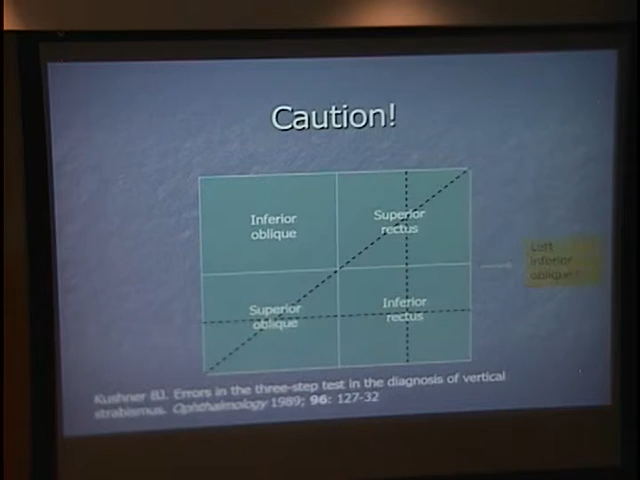 Caution!
Inferior
oblique
Superior
rectus
Superior
oblique
Inferior
rectus
Left
inferior
oblique
Kushner BJ. Errors in the three-step test in the diagnosis of vertical
strabismus. Ophthalmology 1989; 96: 127-32